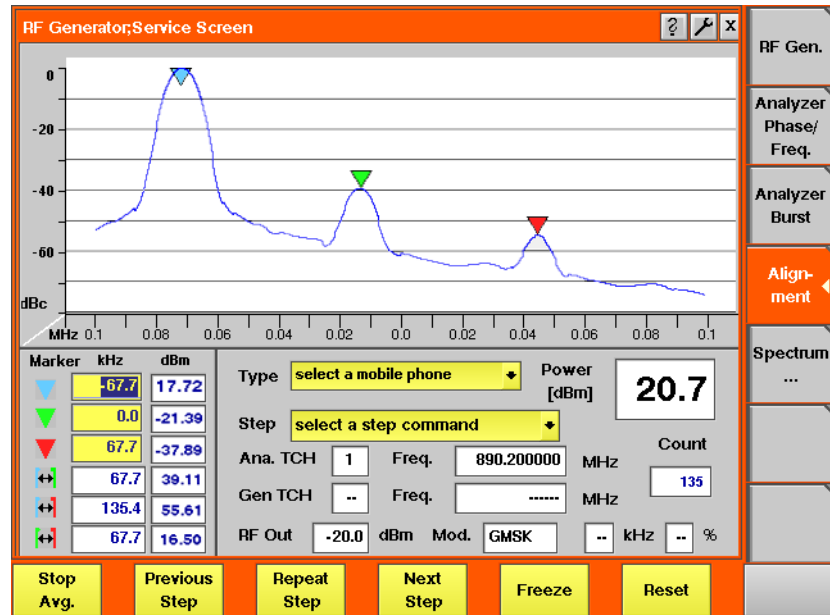 RF Generator;Service Screen
? X
RF Gen.
Analyzer
Phase/
Freq.
Analyzer
Burst
Align-
ment
Spectrum
...
0
-20
-40
-60
dBc
MHz 0.1 0.08 0.06 0.04 0.02 0.0 0.02 0.04 0.06 0.08 0.1
Marker kHz dBm
-67.7 17.72
0.0 -21.39
67.7 -37.89
67.7 39.11
135.4 55.61
67.7 16.50
Type select a mobile phone Power
[dBm] 20.7
Step select a step command
Ana. TCH 1 Freq. 890.200000 MHz
Count
135
Gen TCH -- Freq. ------ MHz
RF Out -20.0 dBm Mod. GMSK -- kHz -- %
Stop
Avg.
Previous
Step
Repeat
Step
Next
Step
Freeze
Reset